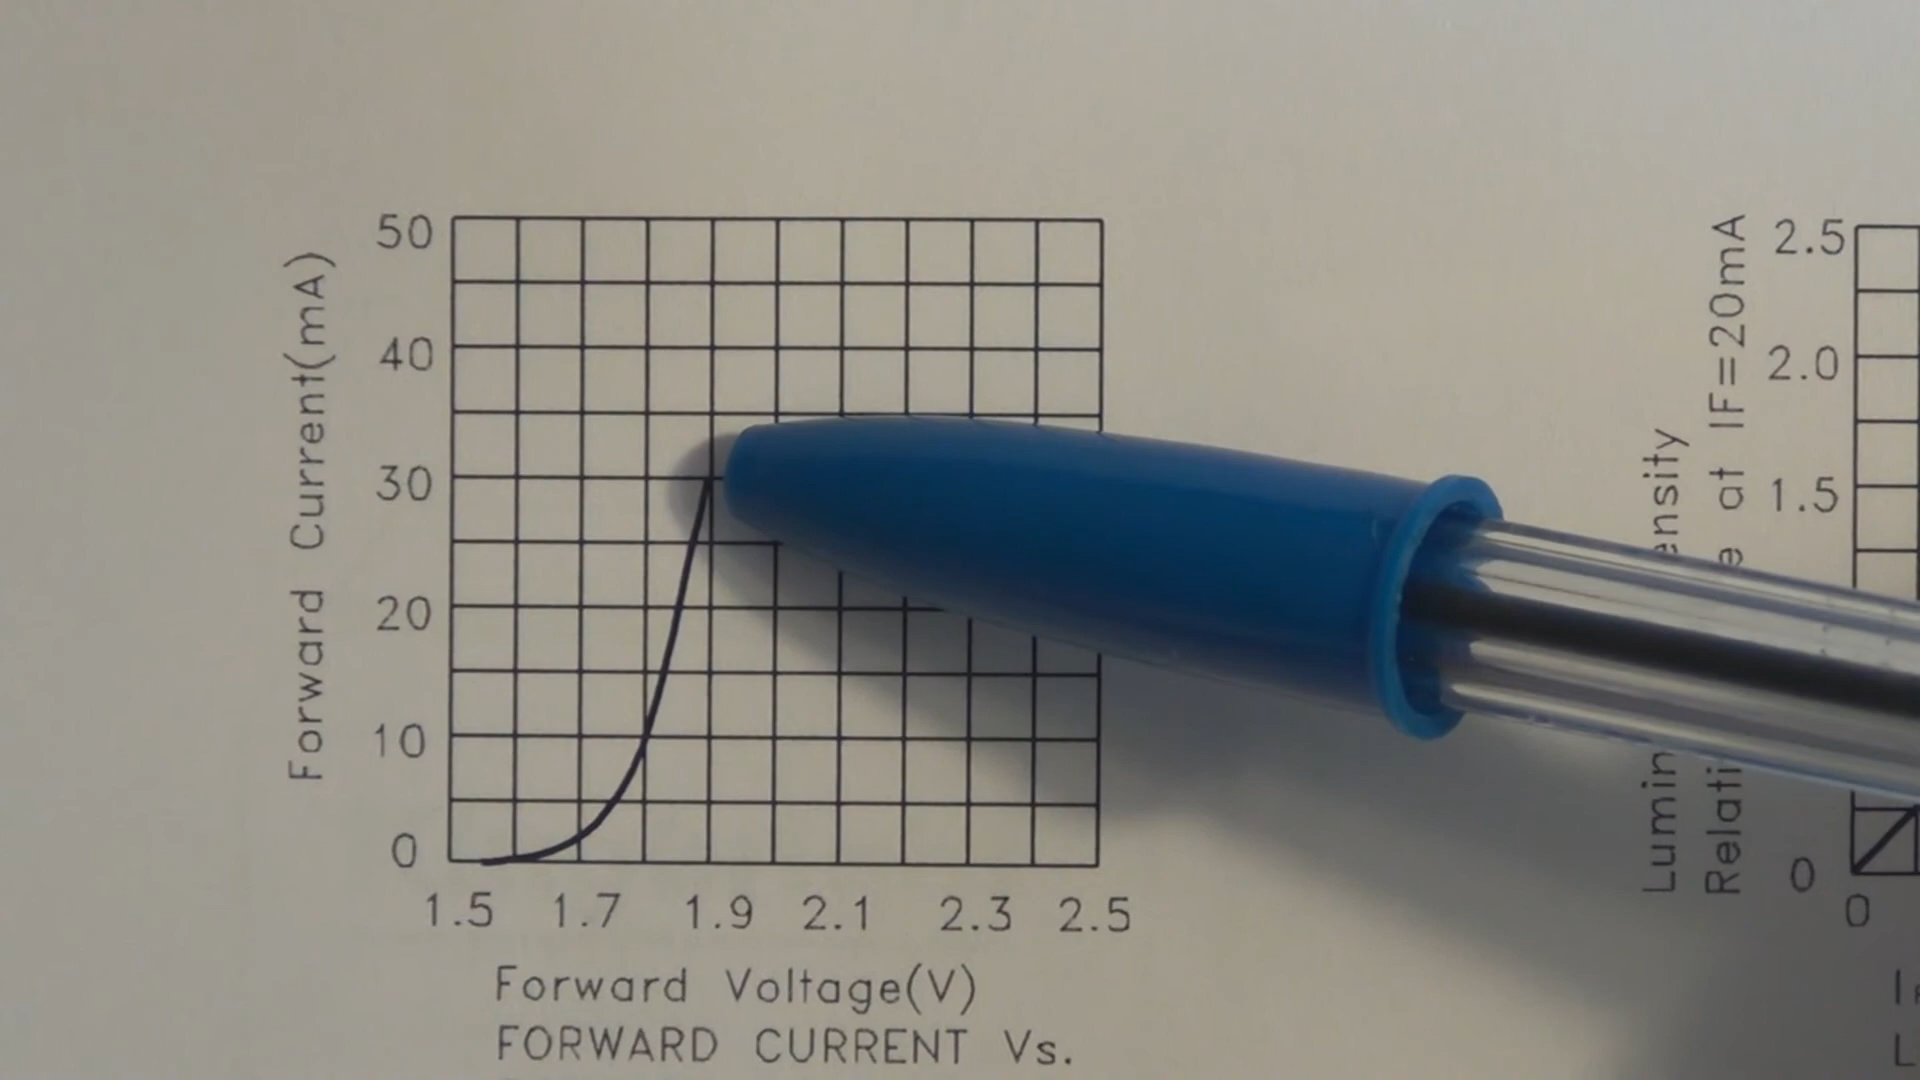 Forward Current(mA)
50
40
30
20
10
0
1.5 1.7 1.9 2.1 2.3 2.5
Forward Voltage(V)
FORWARD CURRENT Vs.
at IF=20mA
2.5
2.0
1.5
0
0